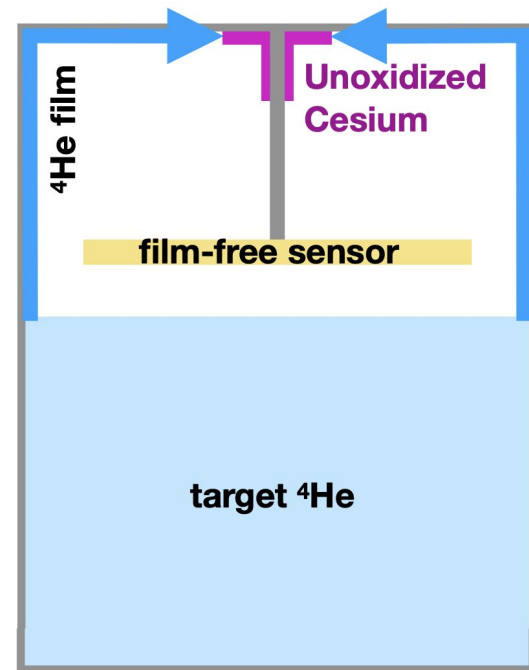 ⁴He film
Unoxidized
Cesium
film-free sensor
target ⁴He